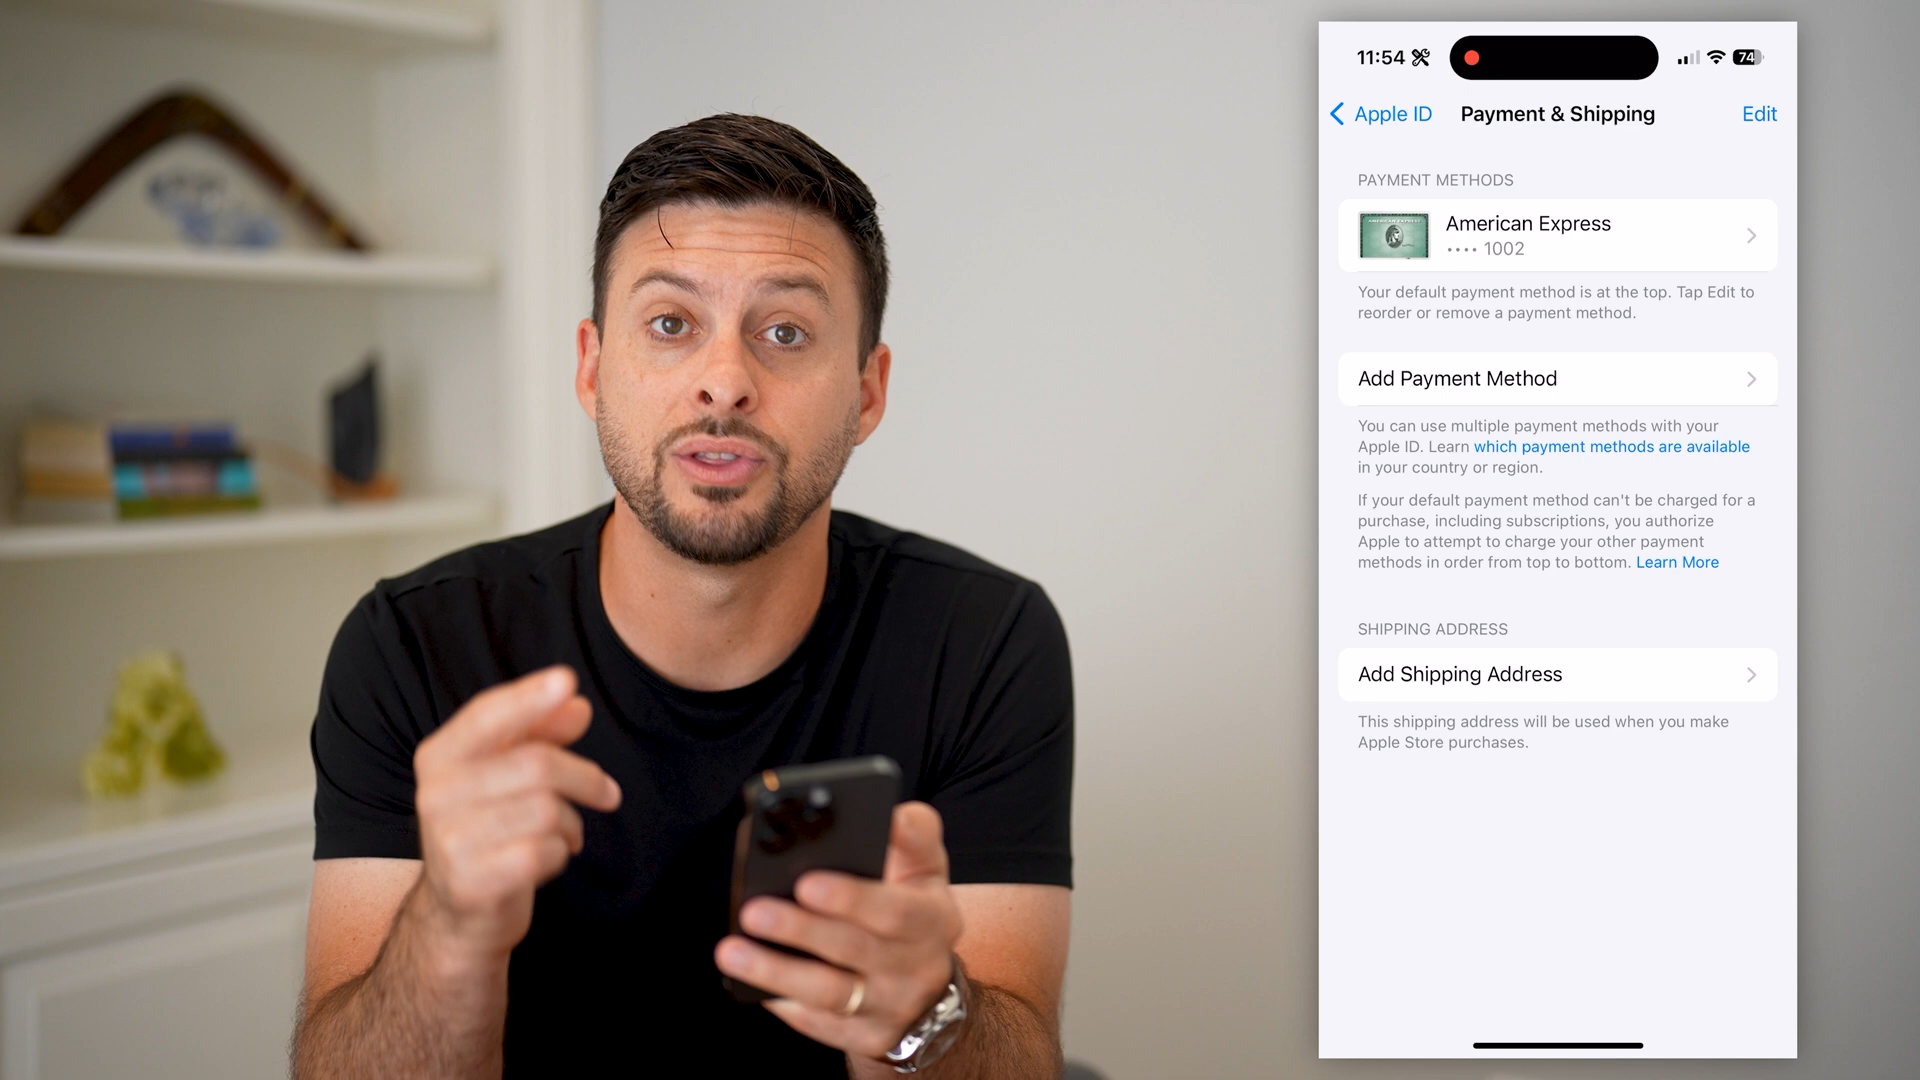 11:54
74
Apple ID
Payment & Shipping
Edit
PAYMENT METHODS
American Express
•••• 1002
Your default payment method is at the top. Tap Edit to
reorder or remove a payment method.
Add Payment Method
You can use multiple payment methods with your
Apple ID. Learn which payment methods are available
in your country or region.
If your default payment method can't be charged for a
purchase, including subscriptions, you authorize
Apple to attempt to charge your other payment
methods in order from top to bottom. Learn More
SHIPPING ADDRESS
Add Shipping Address
This shipping address will be used when you make
Apple Store purchases.